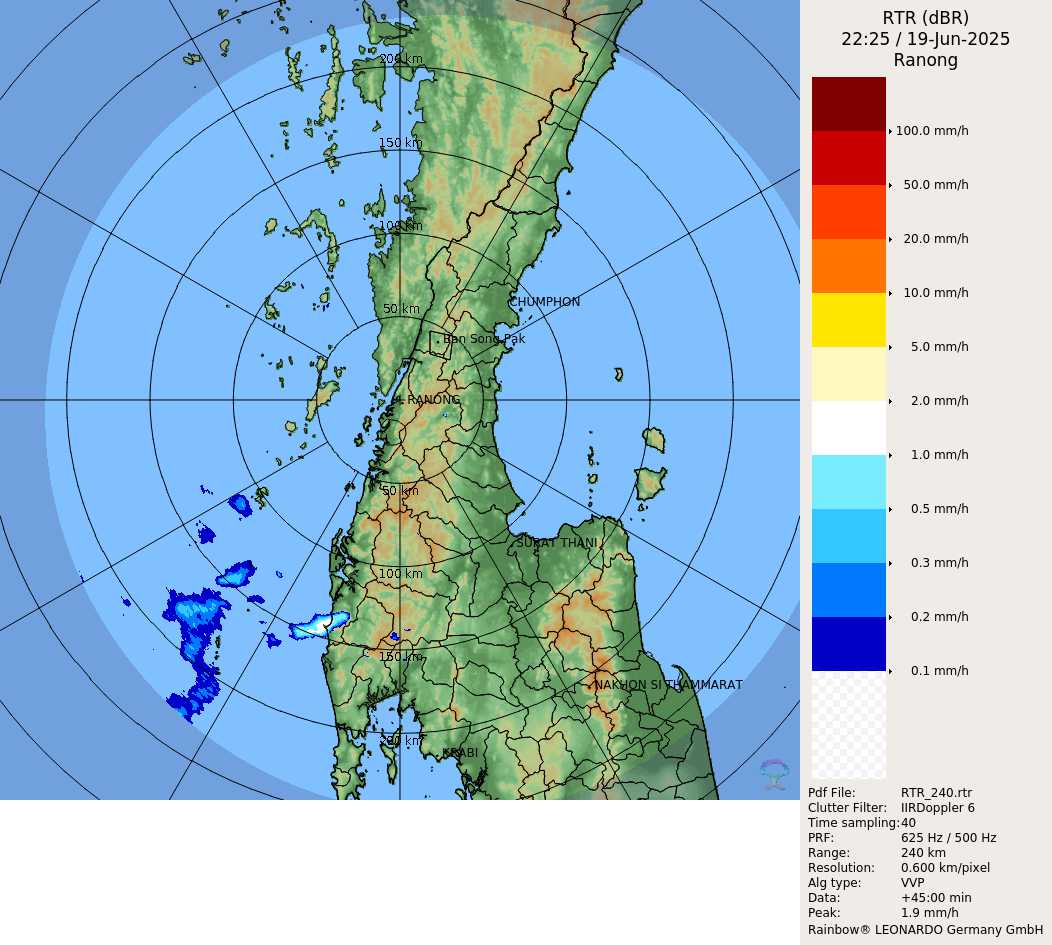 RTR (dBR)
22:25 / 19-Jun-2025
Ranong
200 km
150 km
100 km
50 km
CHUMPHON
Ban Song Pak
RANONG
50 km
SURAT THANI
100 km
150 km
NAKHON SI THAMMARAT
200 km
KRABI
100.0 mm/h
50.0 mm/h
20.0 mm/h
10.0 mm/h
5.0 mm/h
2.0 mm/h
1.0 mm/h
0.5 mm/h
0.3 mm/h
0.2 mm/h
0.1 mm/h
Pdf File: RTR_240.rtr
Clutter Filter: IIRDoppler 6
Time sampling:40
PRF: 625 Hz / 500 Hz
Range: 240 km
Resolution: 0.600 km/pixel
Alg type: VVP
Data: +45:00 min
Peak: 1.9 mm/h
Rainbow® LEONARDO Germany GmbH